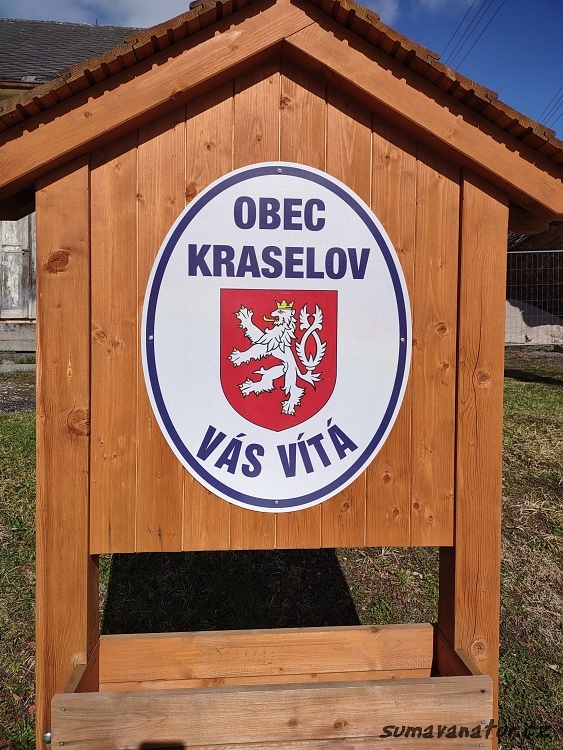 OBEC
KRASELOV
VÁS VÍTÁ
sumavanatur.cz